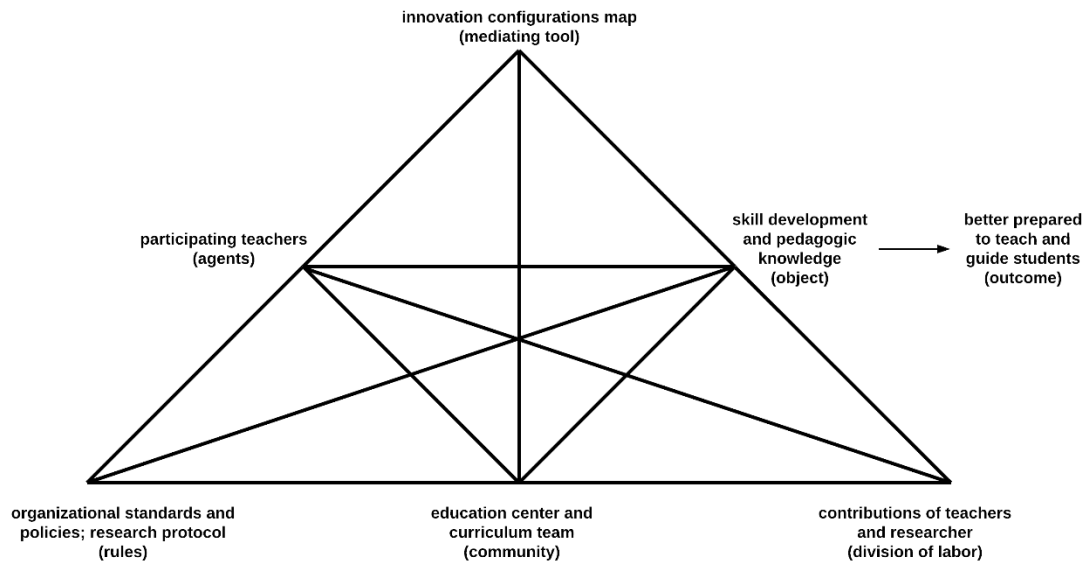 innovation configurations map
(mediating tool)
participating teachers
(agents)
skill development
and pedagogic
knowledge
(object)
better prepared
to teach and
guide students
(outcome)
organizational standards and
policies; research protocol
(rules)
education center and
curriculum team
(community)
contributions of teachers
and researcher
(division of labor)